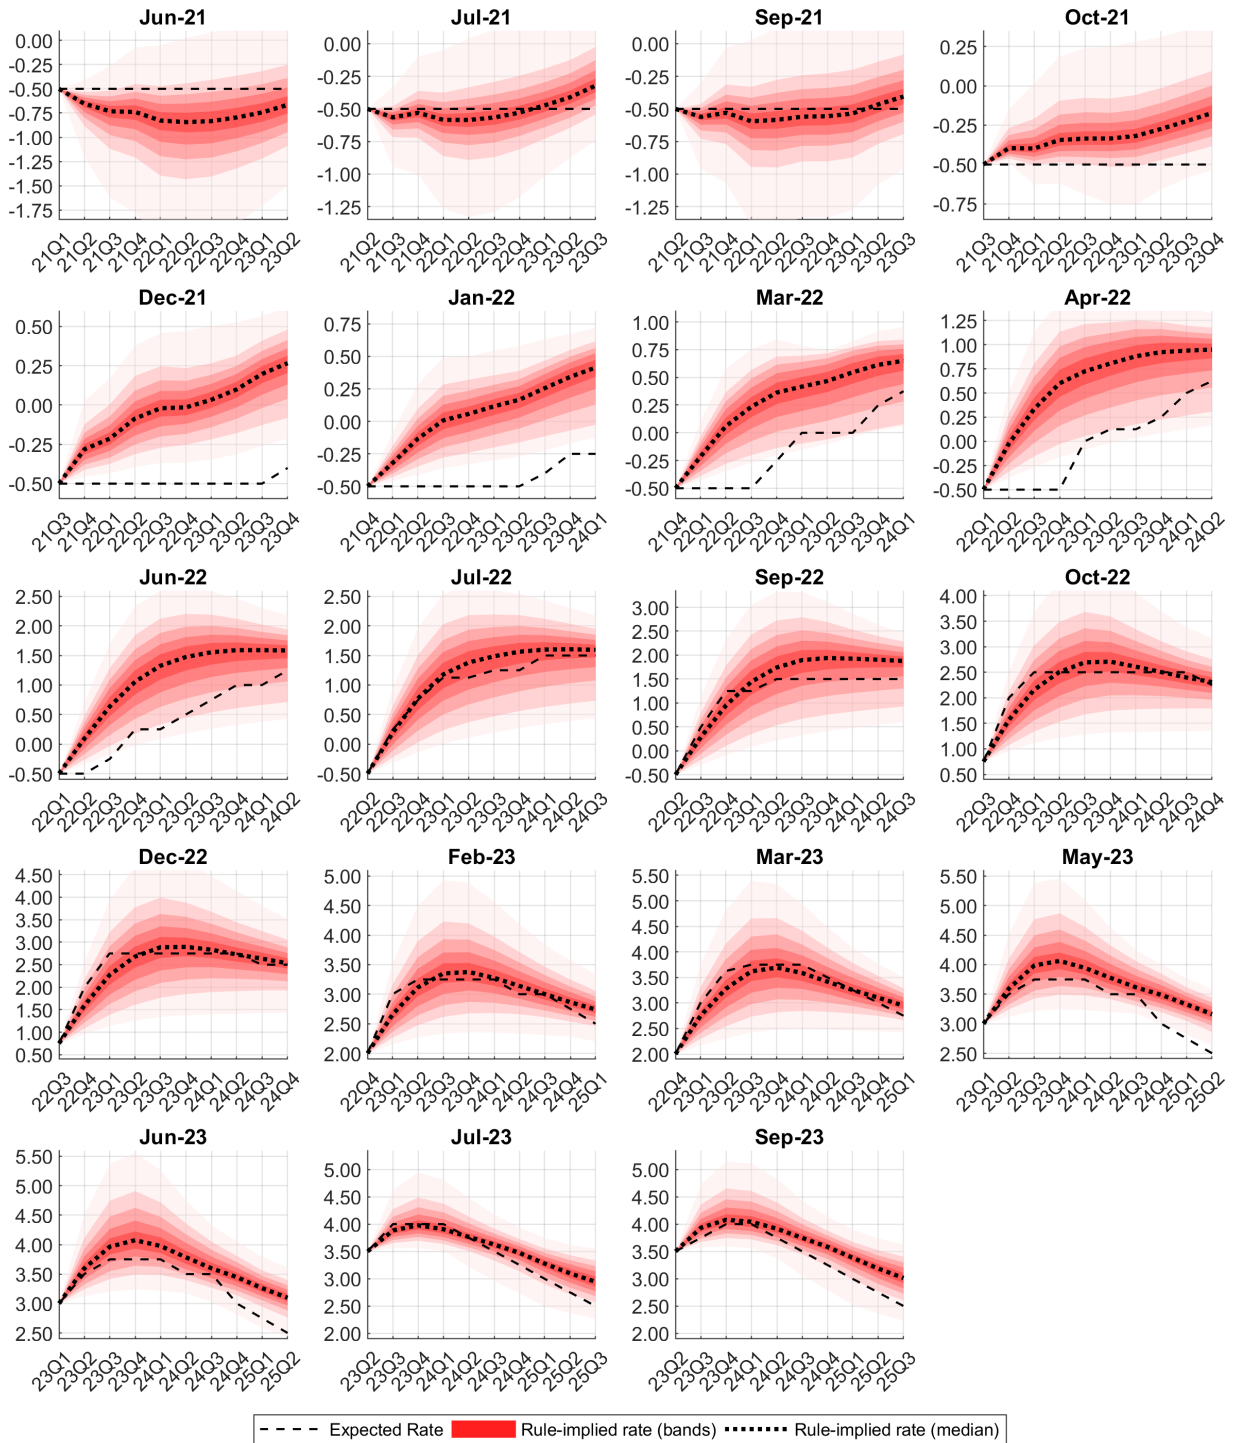 Jun-21 Jul-21 Sep-21 Oct-21
0.00 -0.25 -0.50 -0.75 -1.00 -1.25 -1.50 -1.75
21Q1 21Q2 21Q3 21Q4 22Q1 22Q2 22Q3 22Q4 23Q1 23Q2
0.00 -0.25 -0.50 -0.75 -1.00 -1.25
21Q2 21Q3 21Q4 22Q1 22Q2 22Q3 22Q4 23Q1 23Q2 23Q3
0.00 -0.25 -0.50 -0.75 -1.00 -1.25
21Q2 21Q3 21Q4 22Q1 22Q2 22Q3 22Q4 23Q1 23Q2 23Q3
0.25 0.00 -0.25 -0.50 -0.75
21Q3 21Q4 22Q1 22Q2 22Q3 22Q4 23Q1 23Q2 23Q3 23Q4
Dec-21 Jan-22 Mar-22 Apr-22
0.50 0.25 0.00 -0.25 -0.50
21Q3 21Q4 22Q1 22Q2 22Q3 22Q4 23Q1 23Q2 23Q3 23Q4
0.75 0.50 0.25 0.00 -0.25 -0.50
21Q4 22Q1 22Q2 22Q3 22Q4 23Q1 23Q2 23Q3 23Q4 24Q1
1.00 0.75 0.50 0.25 0.00 -0.25 -0.50
21Q4 22Q1 22Q2 22Q3 22Q4 23Q1 23Q2 23Q3 23Q4 24Q1
1.25 1.00 0.75 0.50 0.25 0.00 -0.25 -0.50
22Q1 22Q2 22Q3 22Q4 23Q1 23Q2 23Q3 23Q4 24Q1 24Q2
Jun-22 Jul-22 Sep-22 Oct-22
2.50 2.00 1.50 1.00 0.50 0.00 -0.50
22Q1 22Q2 22Q3 22Q4 23Q1 23Q2 23Q3 23Q4 24Q1 24Q2
2.50 2.00 1.50 1.00 0.50 0.00 -0.50
22Q2 22Q3 22Q4 23Q1 23Q2 23Q3 23Q4 24Q1 24Q2 24Q3
3.00 2.50 2.00 1.50 1.00 0.50 0.00 -0.50
22Q2 22Q3 22Q4 23Q1 23Q2 23Q3 23Q4 24Q1 24Q2 24Q3
4.00 3.50 3.00 2.50 2.00 1.50 1.00 0.50
22Q3 22Q4 23Q1 23Q2 23Q3 23Q4 24Q1 24Q2 24Q3 24Q4
Dec-22 Feb-23 Mar-23 May-23
4.50 4.00 3.50 3.00 2.50 2.00 1.50 1.00 0.50
22Q3 22Q4 23Q1 23Q2 23Q3 23Q4 24Q1 24Q2 24Q3 24Q4
5.00 4.50 4.00 3.50 3.00 2.50 2.00
22Q4 23Q1 23Q2 23Q3 23Q4 24Q1 24Q2 24Q3 24Q4 25Q1
5.50 5.00 4.50 4.00 3.50 3.00 2.50 2.00
22Q4 23Q1 23Q2 23Q3 23Q4 24Q1 24Q2 24Q3 24Q4 25Q1
5.50 5.00 4.50 4.00 3.50 3.00 2.50
23Q1 23Q2 23Q3 23Q4 24Q1 24Q2 24Q3 24Q4 25Q1 25Q2
Jun-23 Jul-23 Sep-23
5.50 5.00 4.50 4.00 3.50 3.00 2.50
23Q1 23Q2 23Q3 23Q4 24Q1 24Q2 24Q3 24Q4 25Q1 25Q2
5.00 4.50 4.00 3.50 3.00 2.50 2.00
23Q2 23Q3 23Q4 24Q1 24Q2 24Q3 24Q4 25Q1 25Q2 25Q3
5.00 4.50 4.00 3.50 3.00 2.50 2.00
23Q2 23Q3 23Q4 24Q1 24Q2 24Q3 24Q4 25Q1 25Q2 25Q3
Expected Rate Rule-implied rate (bands) Rule-implied rate (median)